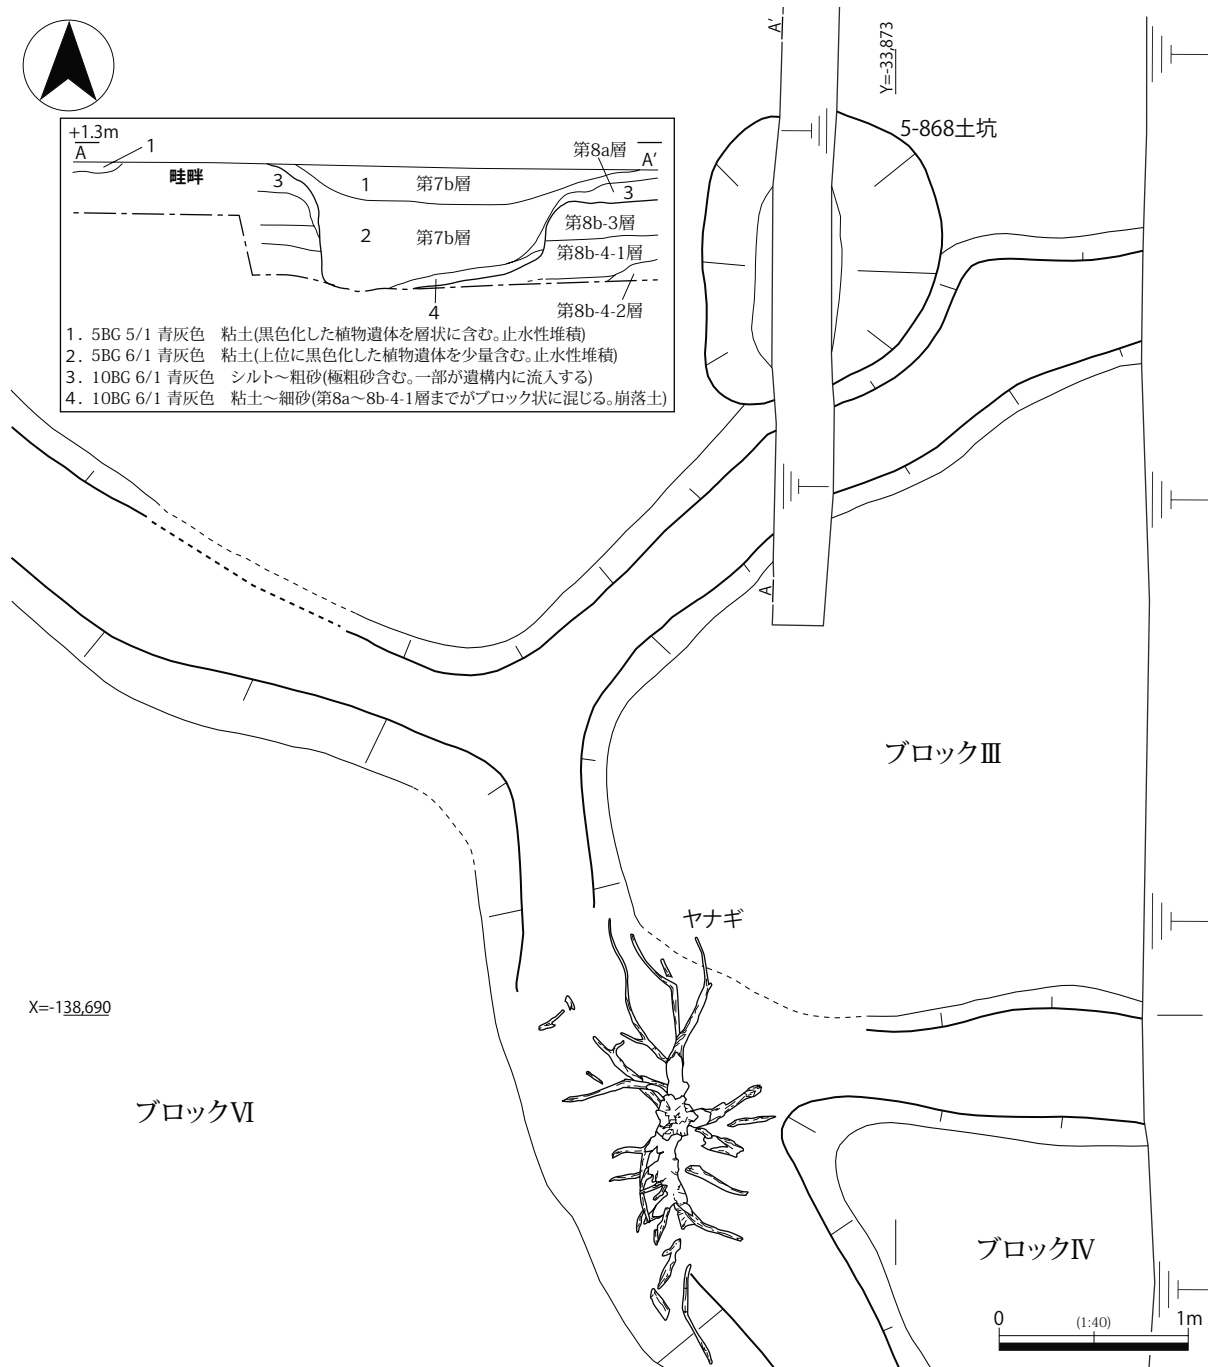 A'
Y=-33,873
5-868土坑
+1.3m
A
1
畦畔
3
1
第7b層
第8a層
A'
3
2
第7b層
第8b-3層
第8b-4-1層
4
第8b-4-2層
1. 5BG 5/1 青灰色 粘土(黒色化した植物遺体を層状に含む。止水性堆積)
2. 5BG 6/1 青灰色 粘土(上位に黒色化した植物遺体を少量含む。止水性堆積)
3. 10BG 6/1 青灰色 シルト～粗砂(極粗砂含む。一部が遺構内に流入する)
4. 10BG 6/1 青灰色 粘土～細砂(第8a～8b-4-1層までがブロック状に混じる。崩落土)
A
ブロックⅢ
ヤナギ
X=-138,690
ブロックⅥ
ブロックⅣ
0 (1:40) 1m